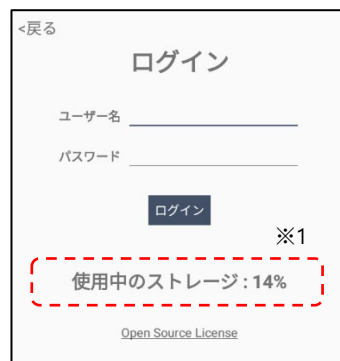 <戻る
ログイン
ユーザー名
パスワード
ログイン
※1
使用中のストレージ : 14%
Open Source License